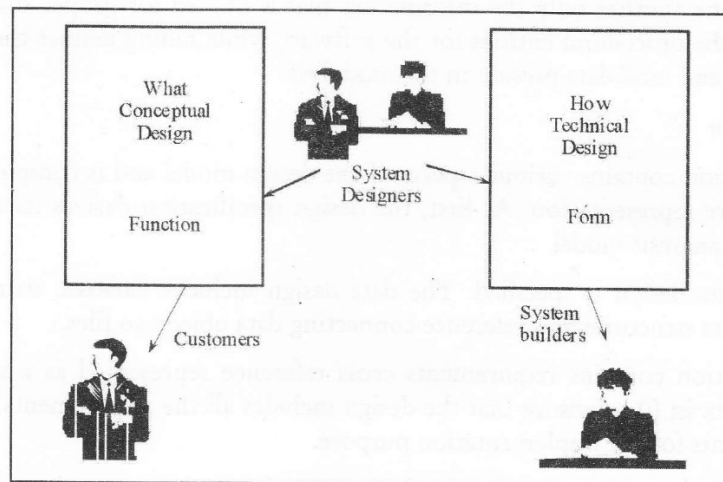 What
Conceptual
Design
Function
System
Designers
How
Technical
Design
Form
Customers
System
builders